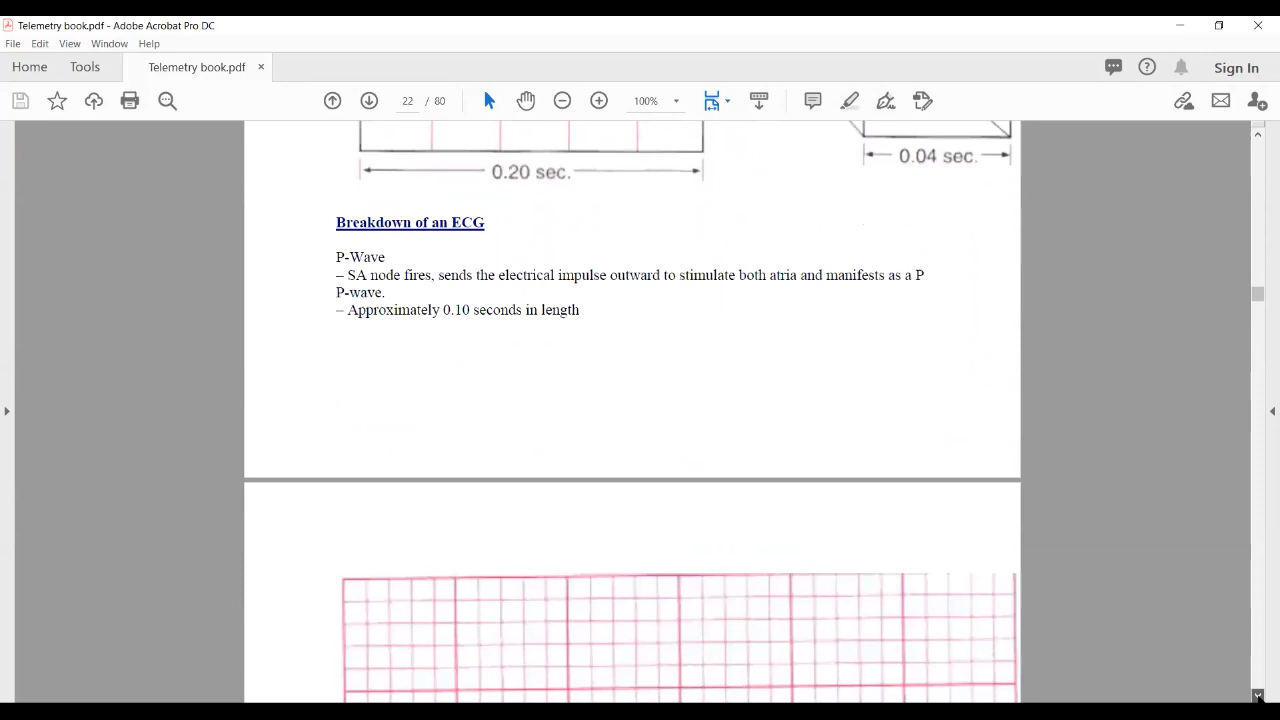 Telemetry book.pdf - Adobe Acrobat Pro DC
File Edit View Window Help
Home Tools Telemetry book.pdf × Sign In
22 / 80 100%
0.20 sec. 0.04 sec.
Breakdown of an ECG
P-Wave
– SA node fires, sends the electrical impulse outward to stimulate both atria and manifests as a P
P-wave.
– Approximately 0.10 seconds in length